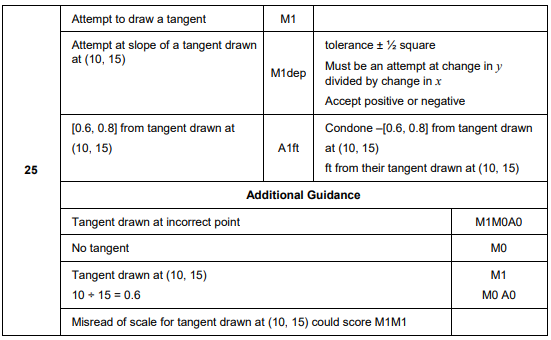 Attempt to draw a tangent M1
Attempt at slope of a tangent drawn
at (10, 15)
M1dep
tolerance ± ½ square
Must be an attempt at change in y
divided by change in x
Accept positive or negative
[0.6, 0.8] from tangent drawn at
(10, 15)
A1ft
Condone –[0.6, 0.8] from tangent drawn
at (10, 15)
ft from their tangent drawn at (10, 15)
25
Additional Guidance
Tangent drawn at incorrect point M1M0A0
No tangent M0
Tangent drawn at (10, 15) M1
10 ÷ 15 = 0.6 M0 A0
Misread of scale for tangent drawn at (10, 15) could score M1M1